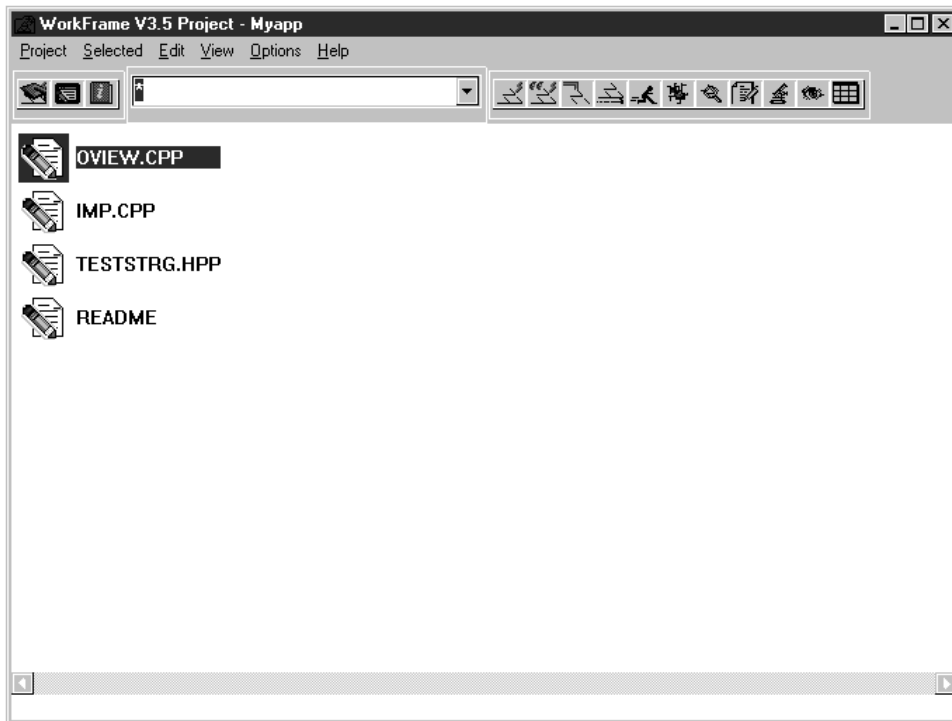 WorkFrame V3.5 Project - Myapp
Project Selected Edit View Options Help
*
OVIEW.CPP
IMP.CPP
TESTSTRG.HPP
README